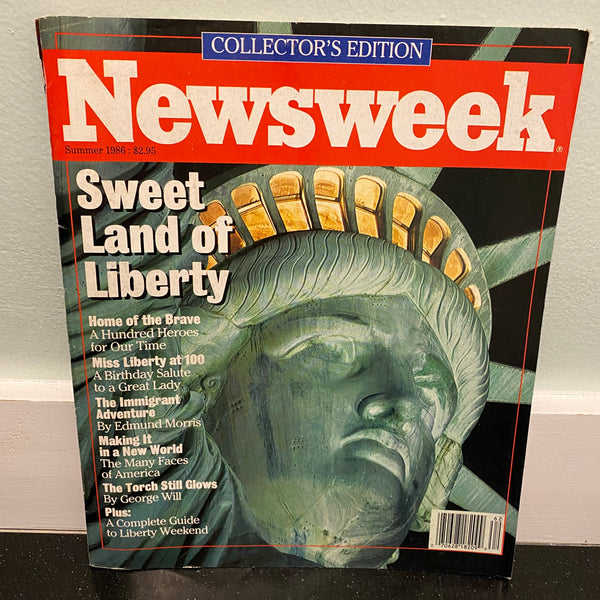 COLLECTOR'S EDITION
Newsweek
Summer 1986 : $2.95
Sweet
Land of
Liberty
Home of the Brave
A Hundred Heroes
for Our Time
Miss Liberty at 100
A Birthday Salute
to a Great Lady
The Immigrant
Adventure
By Edmund Morris
Making It
in a New World
The Many Faces
of America
The Torch Still Glows
By George Will
Plus:
A Complete Guide
to Liberty Weekend